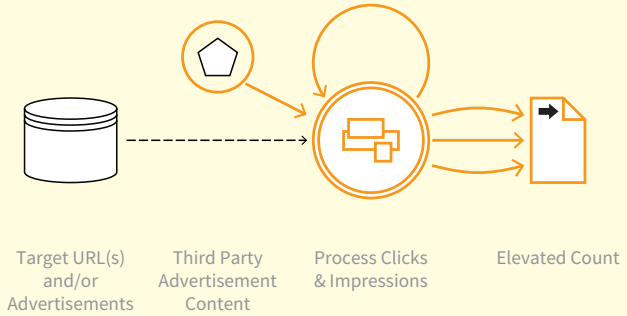 Target URL(s)
and/or
Advertisements
Third Party
Advertisement
Content
Process Clicks
& Impressions
Elevated Count